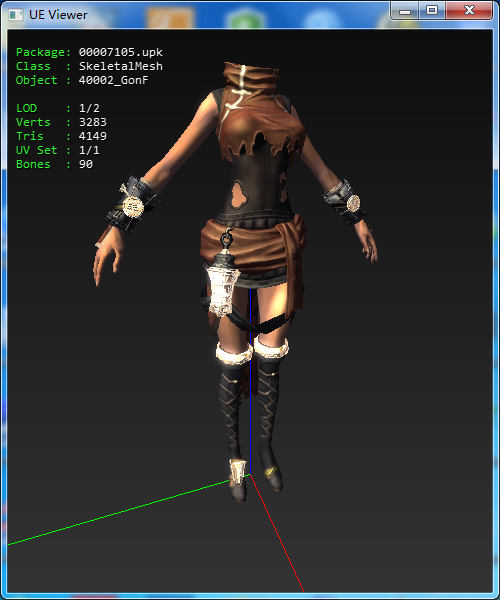 UE Viewer
Package: 00007105.upk
Class : SkeletalMesh
Object : 40002_GonF
LOD : 1/2
Verts : 3283
Tris : 4149
UV Set : 1/1
Bones : 90